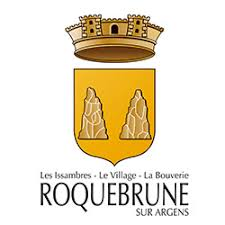 Les Issambres - Le Village - La Bouverie
ROQUEBRUNE
SUR ARGENS